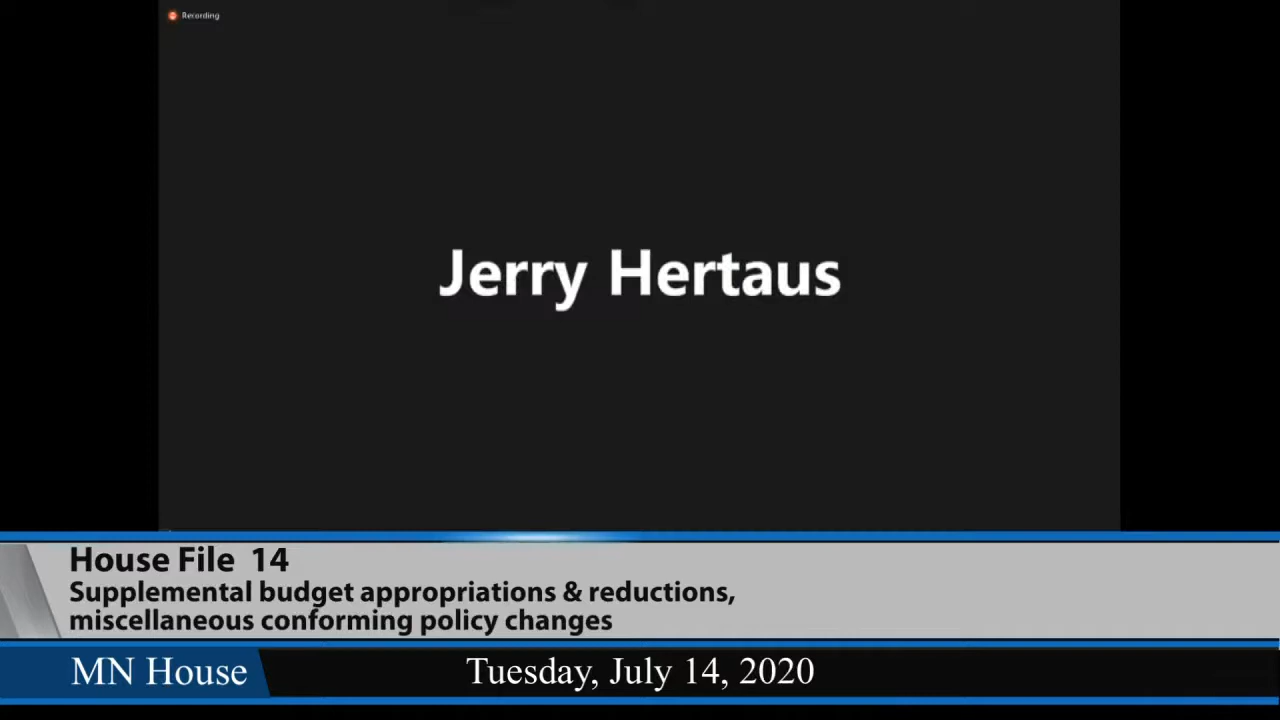 Recording
Jerry Hertaus
House File 14
Supplemental budget appropriations & reductions,
miscellaneous conforming policy changes
MN House
Tuesday, July 14, 2020